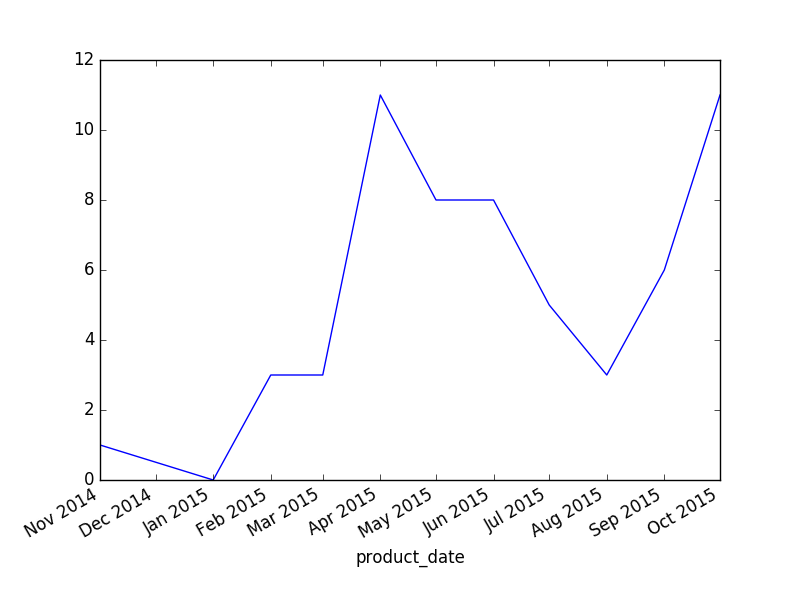 12
10
8
6
4
2
0
Nov 2014
Dec 2014
Jan 2015
Feb 2015
Mar 2015
Apr 2015
May 2015
Jun 2015
Jul 2015
Aug 2015
Sep 2015
Oct 2015
product_date